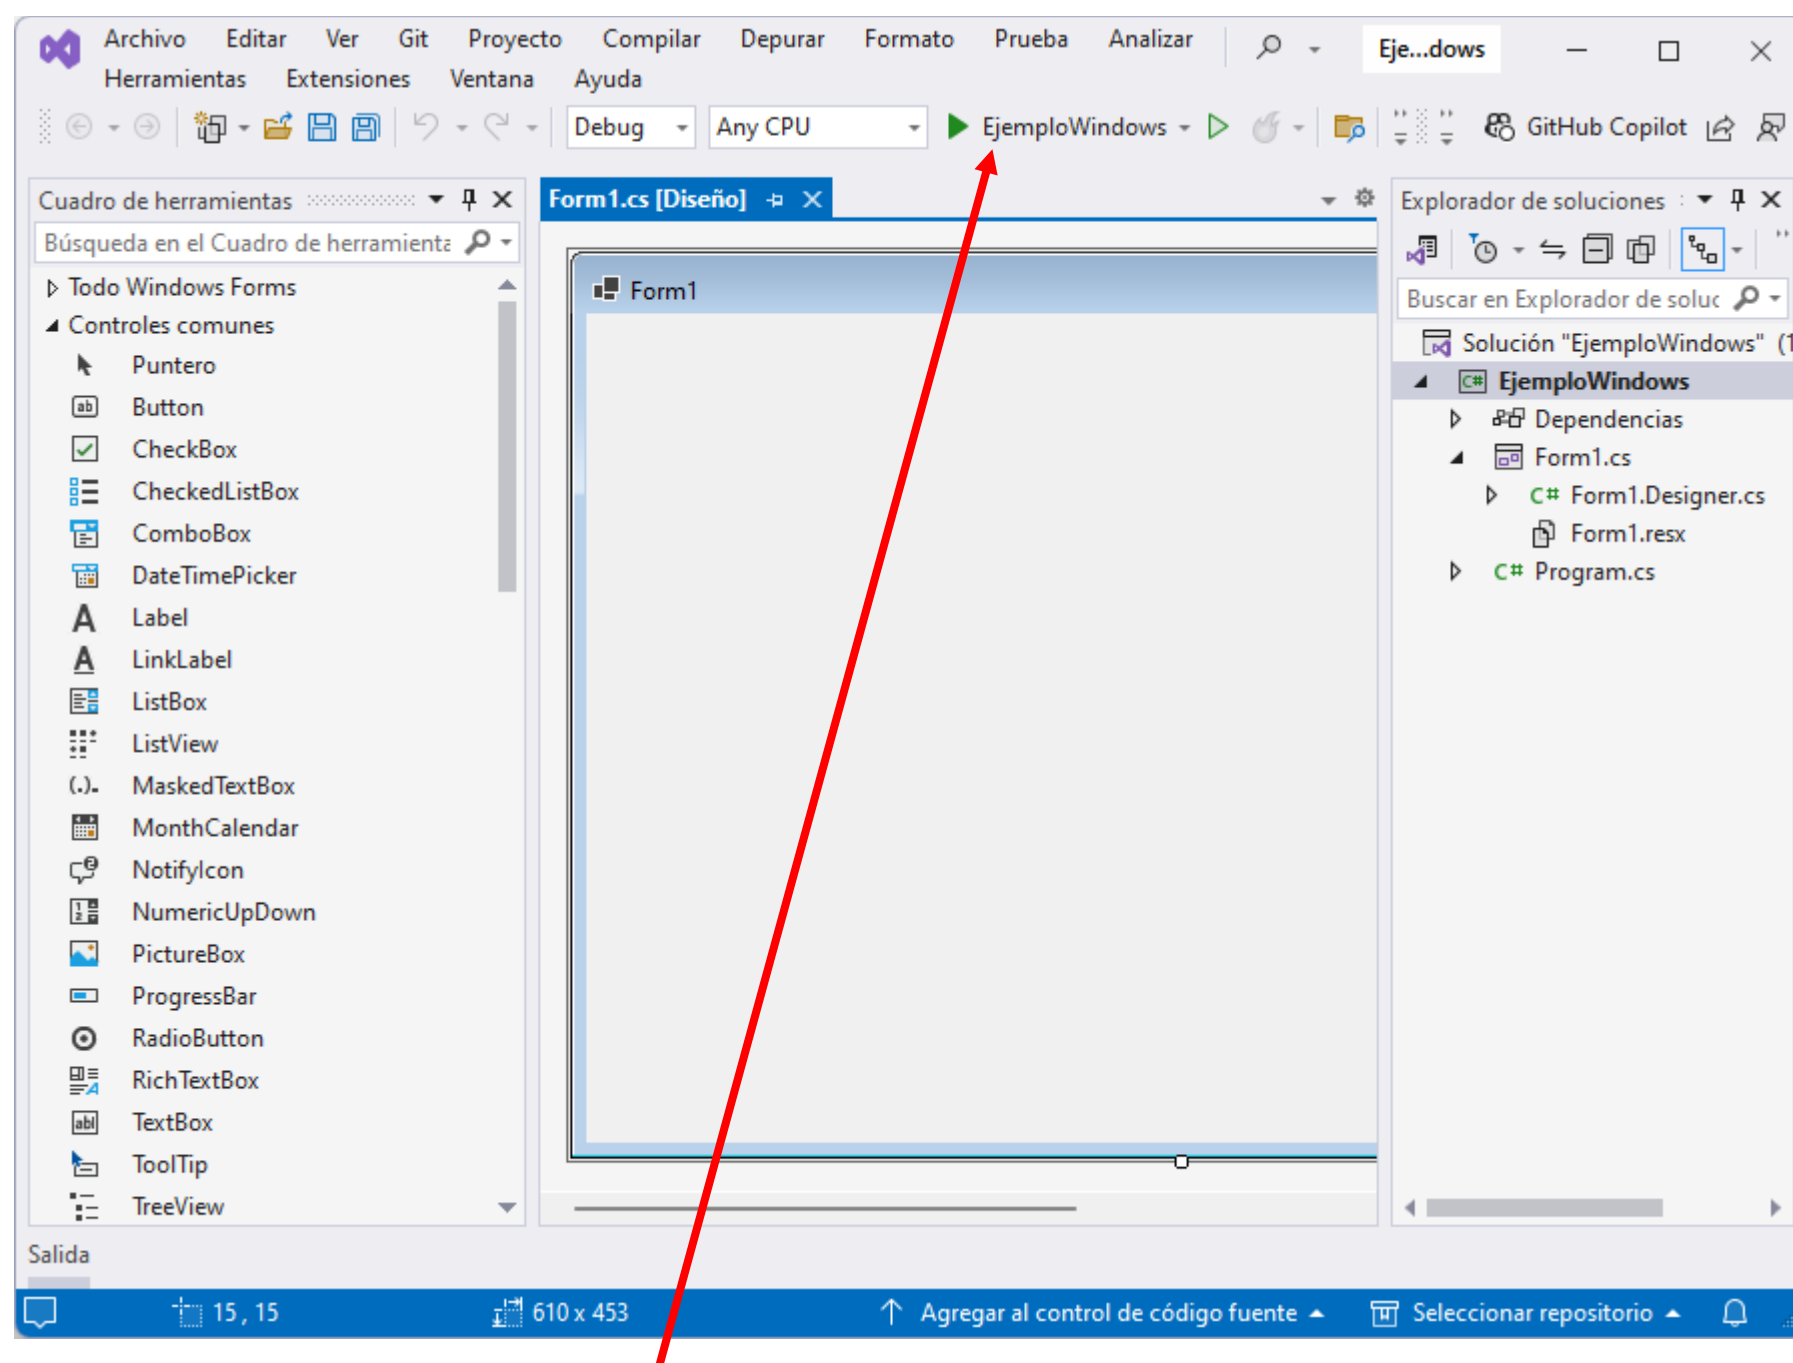 Archivo Editar Ver Git Proyecto Compilar Depurar Formato Prueba Analizar
Eje...dows
Herramientas Extensiones Ventana Ayuda
Debug Any CPU EjemploWindows GitHub Copilot
Cuadro de herramientas
Búsqueda en el Cuadro de herramienta
Todo Windows Forms
Controles comunes
Puntero
Button
CheckBox
CheckedListBox
ComboBox
DateTimePicker
Label
LinkLabel
ListBox
ListView
MaskedTextBox
MonthCalendar
NotifyIcon
NumericUpDown
PictureBox
ProgressBar
RadioButton
RichTextBox
TextBox
ToolTip
TreeView
Form1.cs [Diseño]
Form1
Explorador de soluciones
Buscar en Explorador de soluc
Solución "EjemploWindows" (1
C# EjemploWindows
Dependencias
Form1.cs
C# Form1.Designer.cs
Form1.resx
C# Program.cs
Salida
15 , 15 610 x 453 Agregar al control de código fuente Seleccionar repositorio